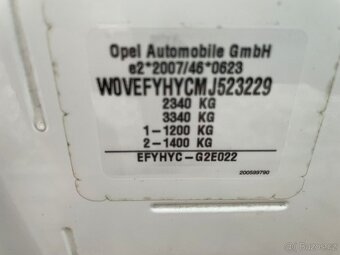 Opel Automobile GmbH
e2*2007/46*0623
W0VEFYHYCMJ523229
2340 KG
3340 KG
1-1200 KG
2-1400 KG
EFYHYC-G2E022
200599790